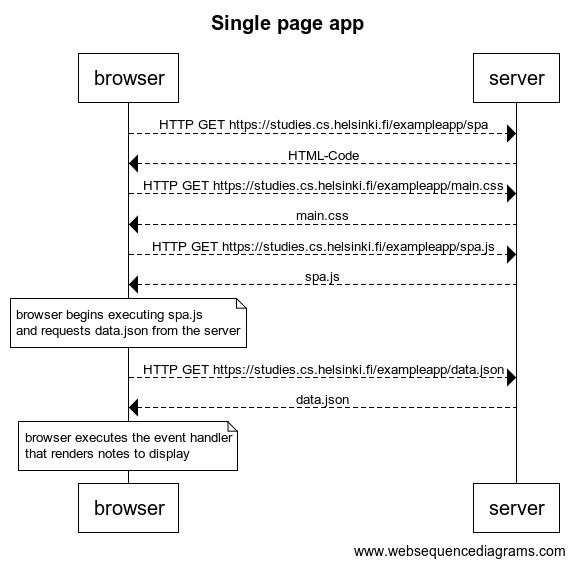 Single page app
browser
server
HTTP GET https://studies.cs.helsinki.fi/exampleapp/spa
HTML-Code
HTTP GET https://studies.cs.helsinki.fi/exampleapp/main.css
main.css
HTTP GET https://studies.cs.helsinki.fi/exampleapp/spa.js
spa.js
browser begins executing spa.js
and requests data.json from the server
HTTP GET https://studies.cs.helsinki.fi/exampleapp/data.json
data.json
browser executes the event handler
that renders notes to display
browser
server
www.websequencediagrams.com